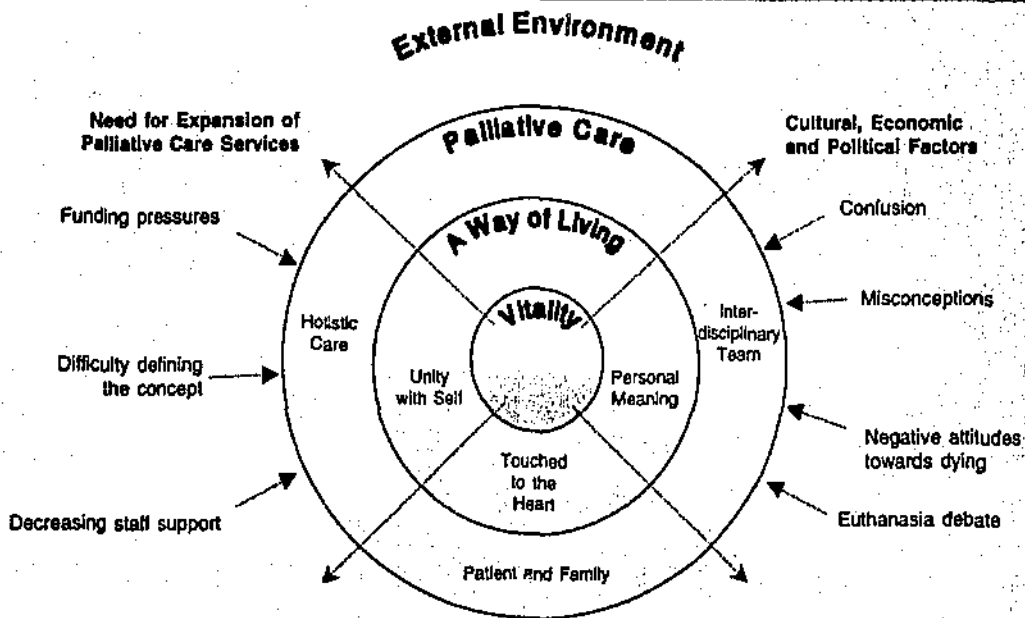 External Environment
Need for Expansion of
Palliative Care Services
Cultural, Economic
and Political Factors
Palliative Care
Funding pressures
Confusion
A Way of Living
Misconceptions
Vitality
Holistic
Care
Inter-
disciplinary
Team
Difficulty defining
the concept
Unity
with Self
Personal
Meaning
Negative attitudes
towards dying
Touched
to the
Heart
Decreasing staff support
Euthanasia debate
Patient and Family